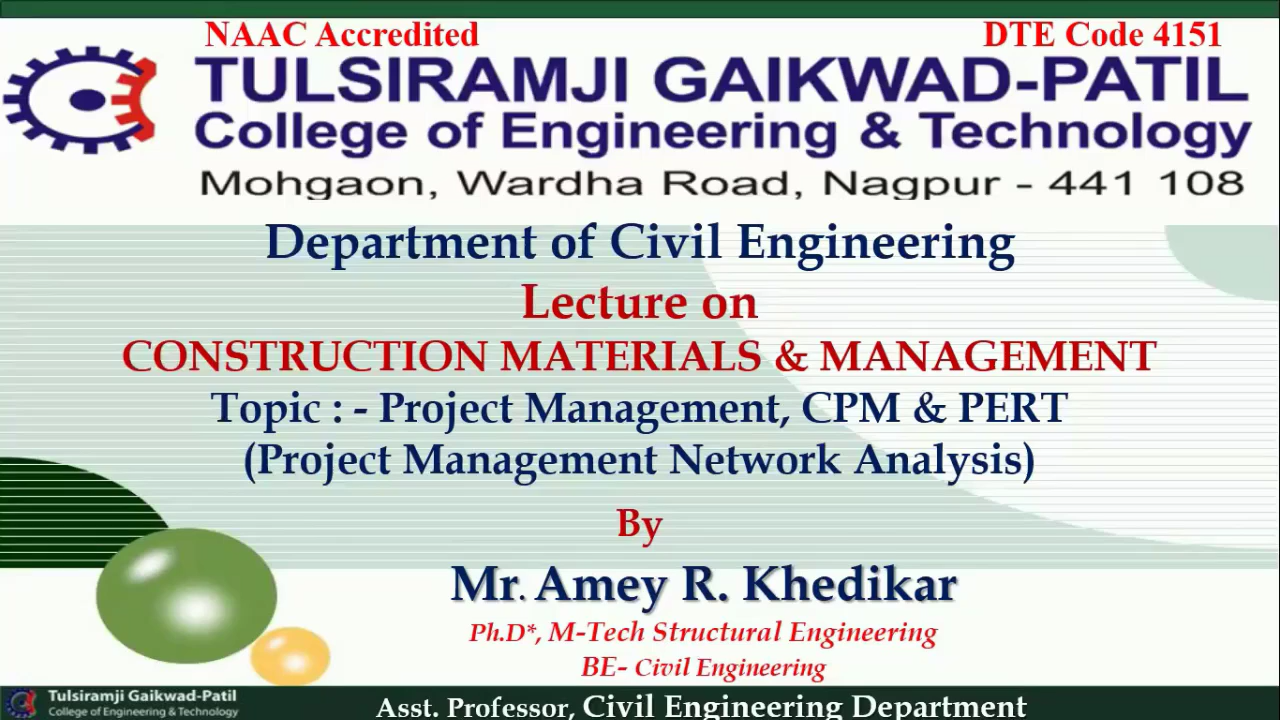 NAAC Accredited DTE Code 4151
TULSIRAMJI GAIKWAD-PATIL
College of Engineering & Technology
Mohgaon, Wardha Road, Nagpur - 441 108
Department of Civil Engineering
Lecture on
CONSTRUCTION MATERIALS & MANAGEMENT
Topic : - Project Management, CPM & PERT
(Project Management Network Analysis)
By
Mr. Amey R. Khedikar
Ph.D*, M-Tech Structural Engineering
BE- Civil Engineering
Tulsiramji Gaikwad-Patil
College of Engineering & Technology
Asst. Professor, Civil Engineering Department